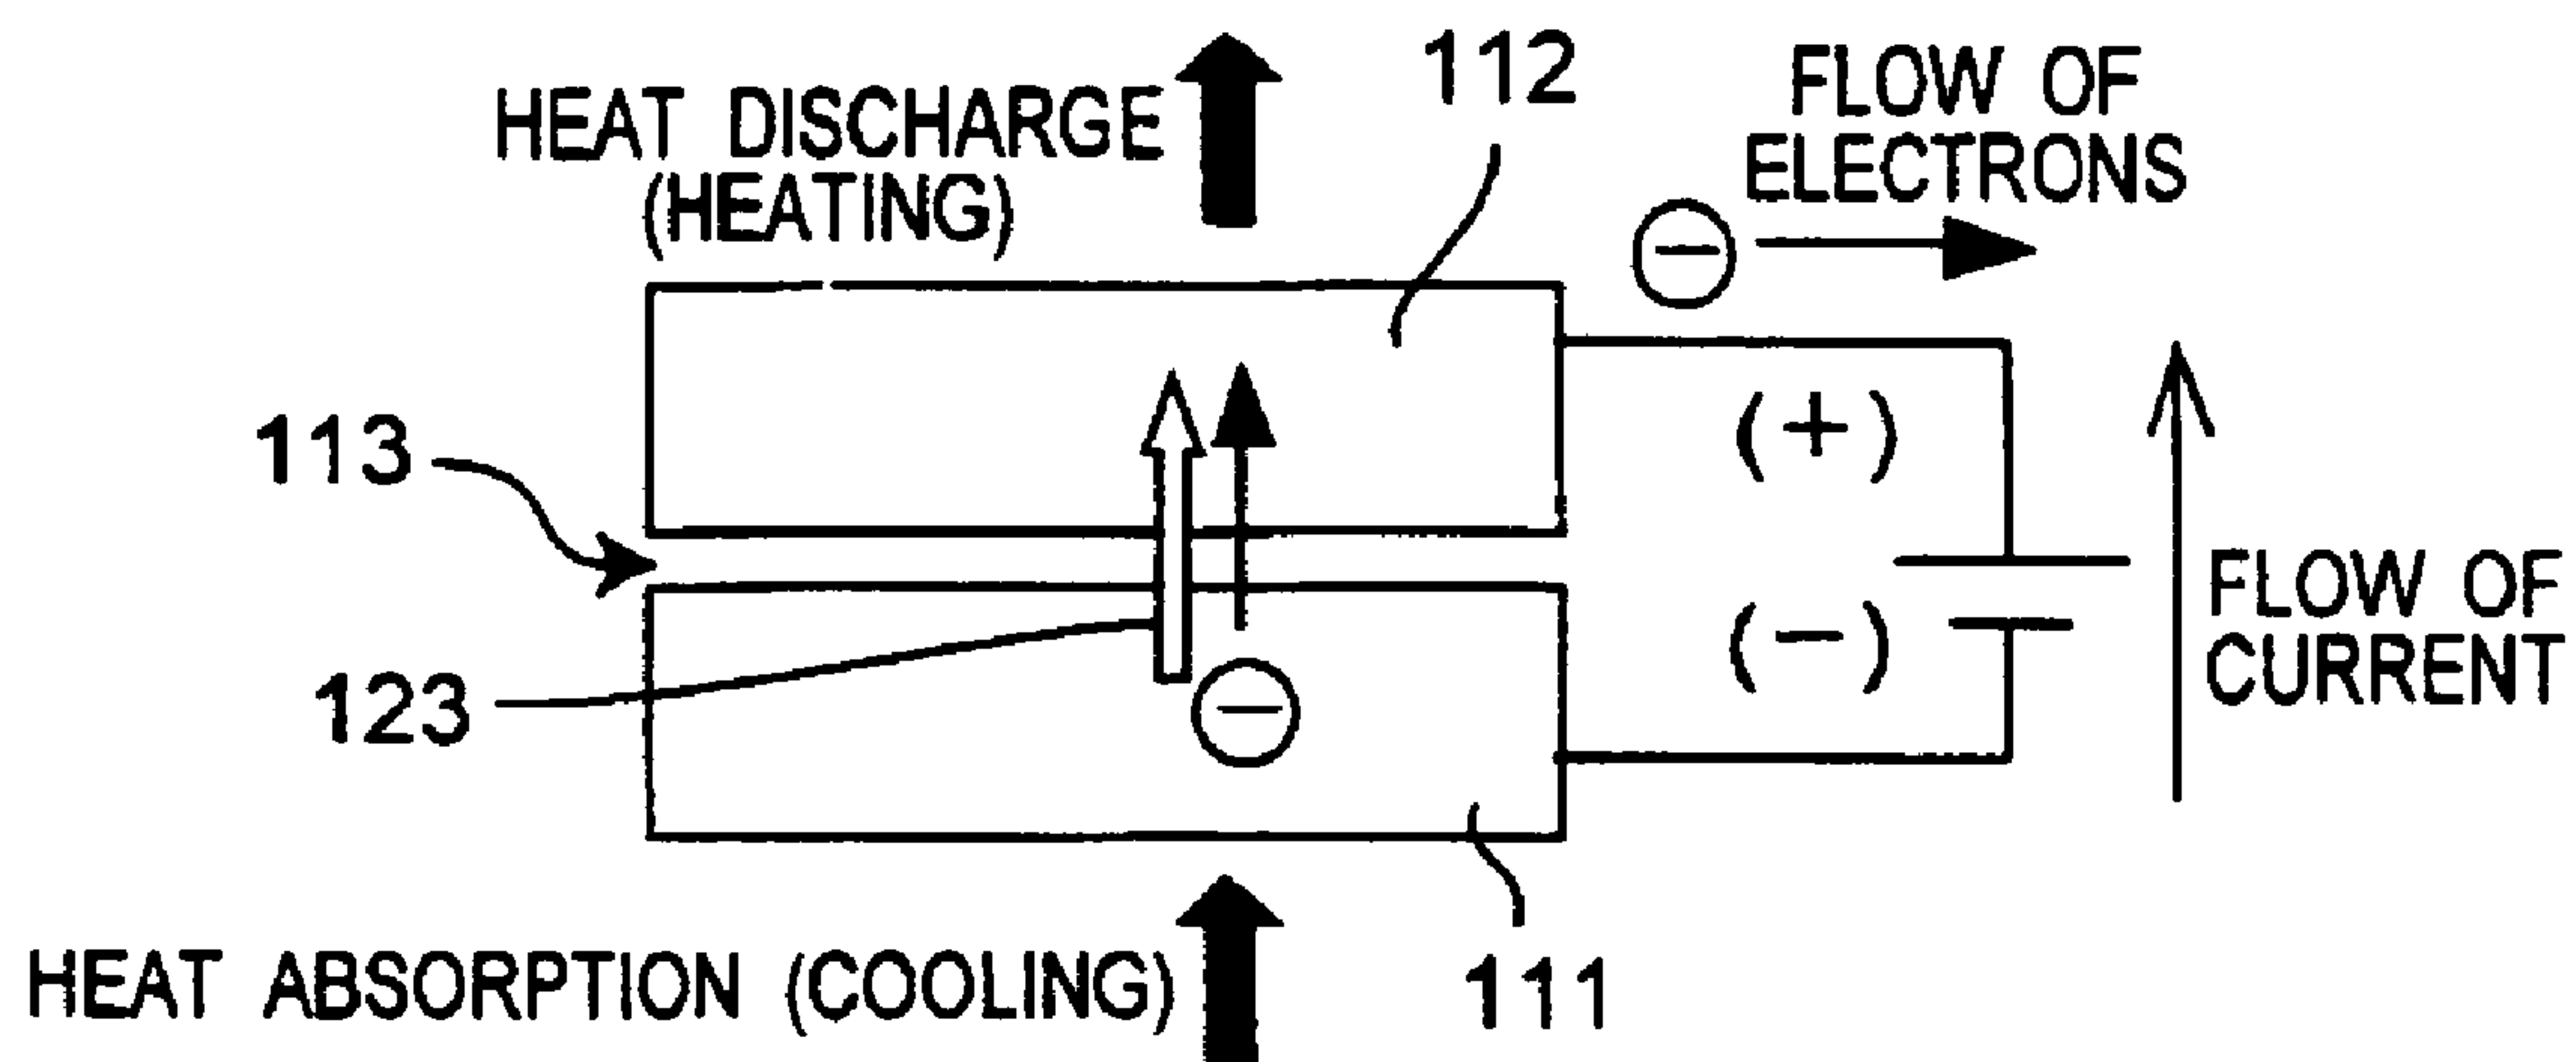 112
FLOW OF
ELECTRONS
HEAT DISCHARGE
(HEATING)
−
113
(+)
(−)
FLOW OF
CURRENT
123
−
HEAT ABSORPTION (COOLING)
111